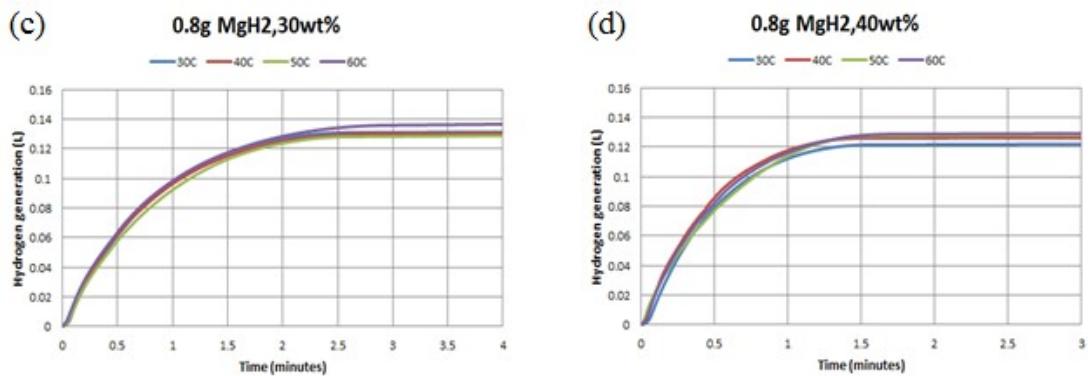 (c)
0.8g MgH2,30wt%
30C 40C 50C 60C
Hydrogen generation (L)
0.16
0.14
0.12
0.1
0.08
0.06
0.04
0.02
0
0 0.5 1 1.5 2 2.5 3 3.5 4
Time (minutes)
(d)
0.8g MgH2,40wt%
30C 40C 50C 60C
Hydrogen generation (L)
0.16
0.14
0.12
0.1
0.08
0.06
0.04
0.02
0
0 0.5 1 1.5 2 2.5 3
Time (minutes)